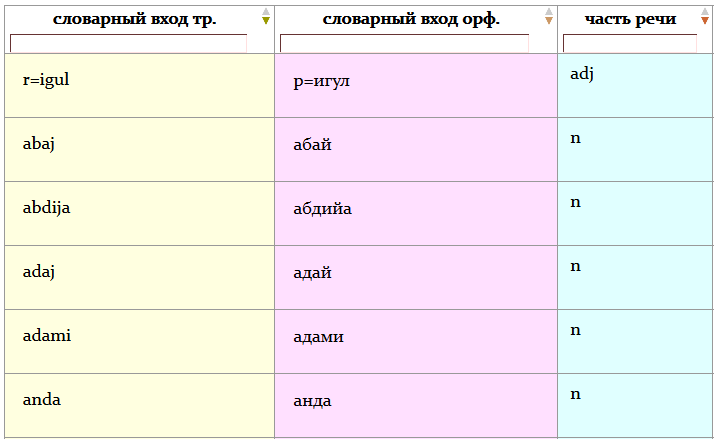 словарный вход тр. словарный вход орф. часть речи
r=igul р=игул adj
abaj абай n
abdija абдийа n
adaj адай n
adami адами n
anda анда n